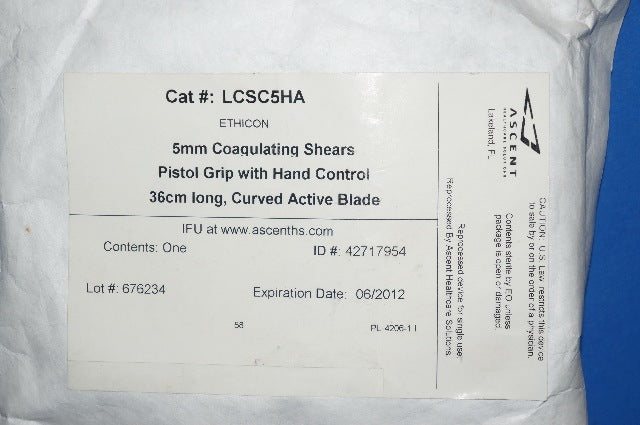 Cat #: LCSC5HA
ETHICON
5mm Coagulating Shears
Pistol Grip with Hand Control
36cm long, Curved Active Blade
IFU at www.ascenths.com
Contents: One
ID #: 42717954
Lot #: 676234
Expiration Date: 06/2012
58
PL 4206-1 I
ASCENT
HEALTHCARE SOLUTIONS
Lakeland, FL
Reprocessed device for single use.
Reprocessed By Ascent Healthcare Solutions.
Contents sterile by EO unless
package is open or damaged.
CAUTION: U.S. Law restricts this device
to sale by or on the order of a physician.